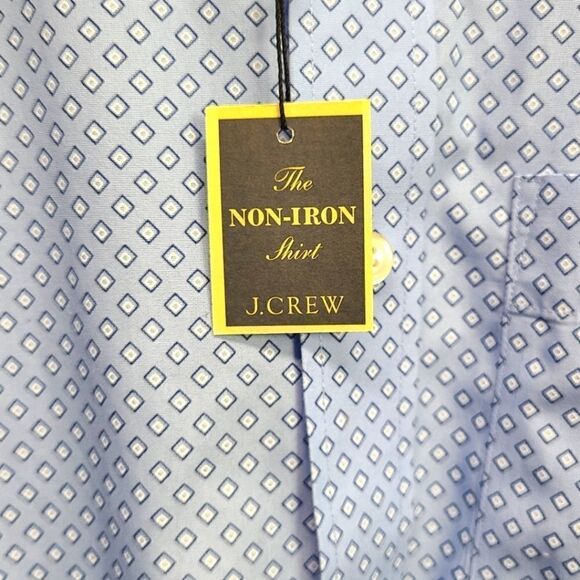 The
NON-IRON
Shirt
J.CREW